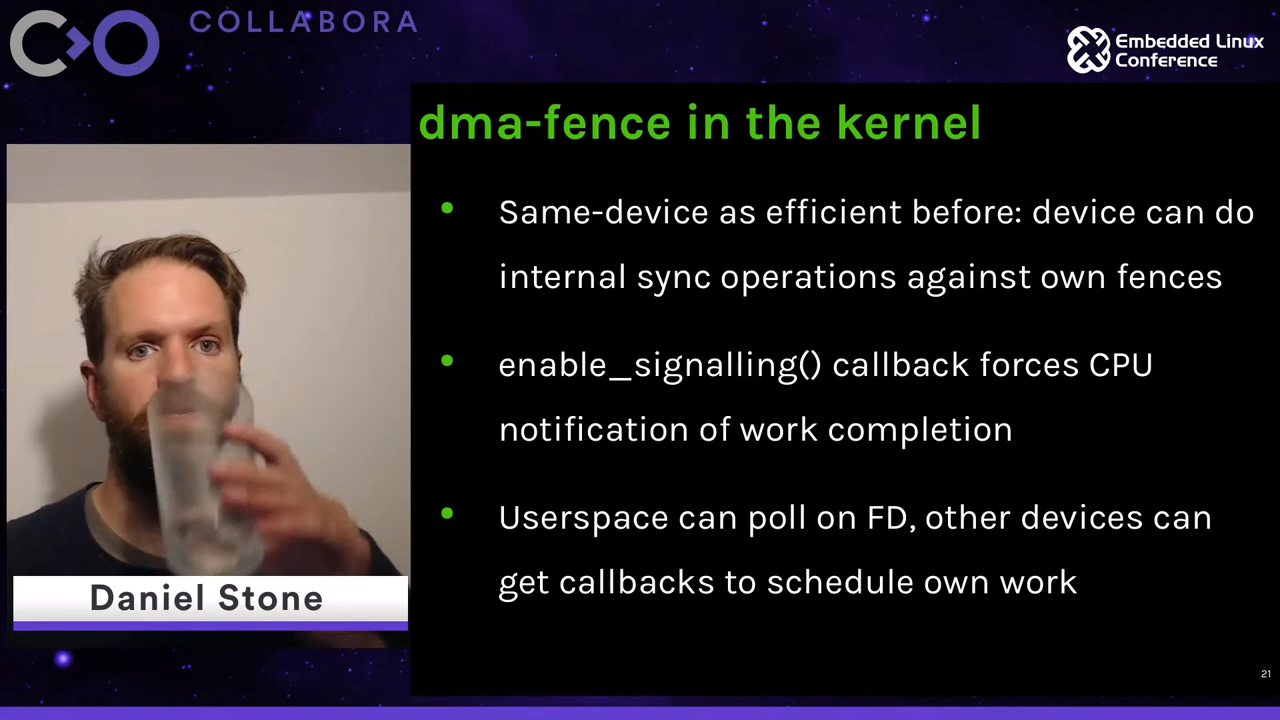 COLLABORA
Embedded Linux
Conference
dma-fence in the kernel
• Same-device as efficient before: device can do
internal sync operations against own fences
• enable_signalling() callback forces CPU
notification of work completion
• Userspace can poll on FD, other devices can
get callbacks to schedule own work
Daniel Stone
21